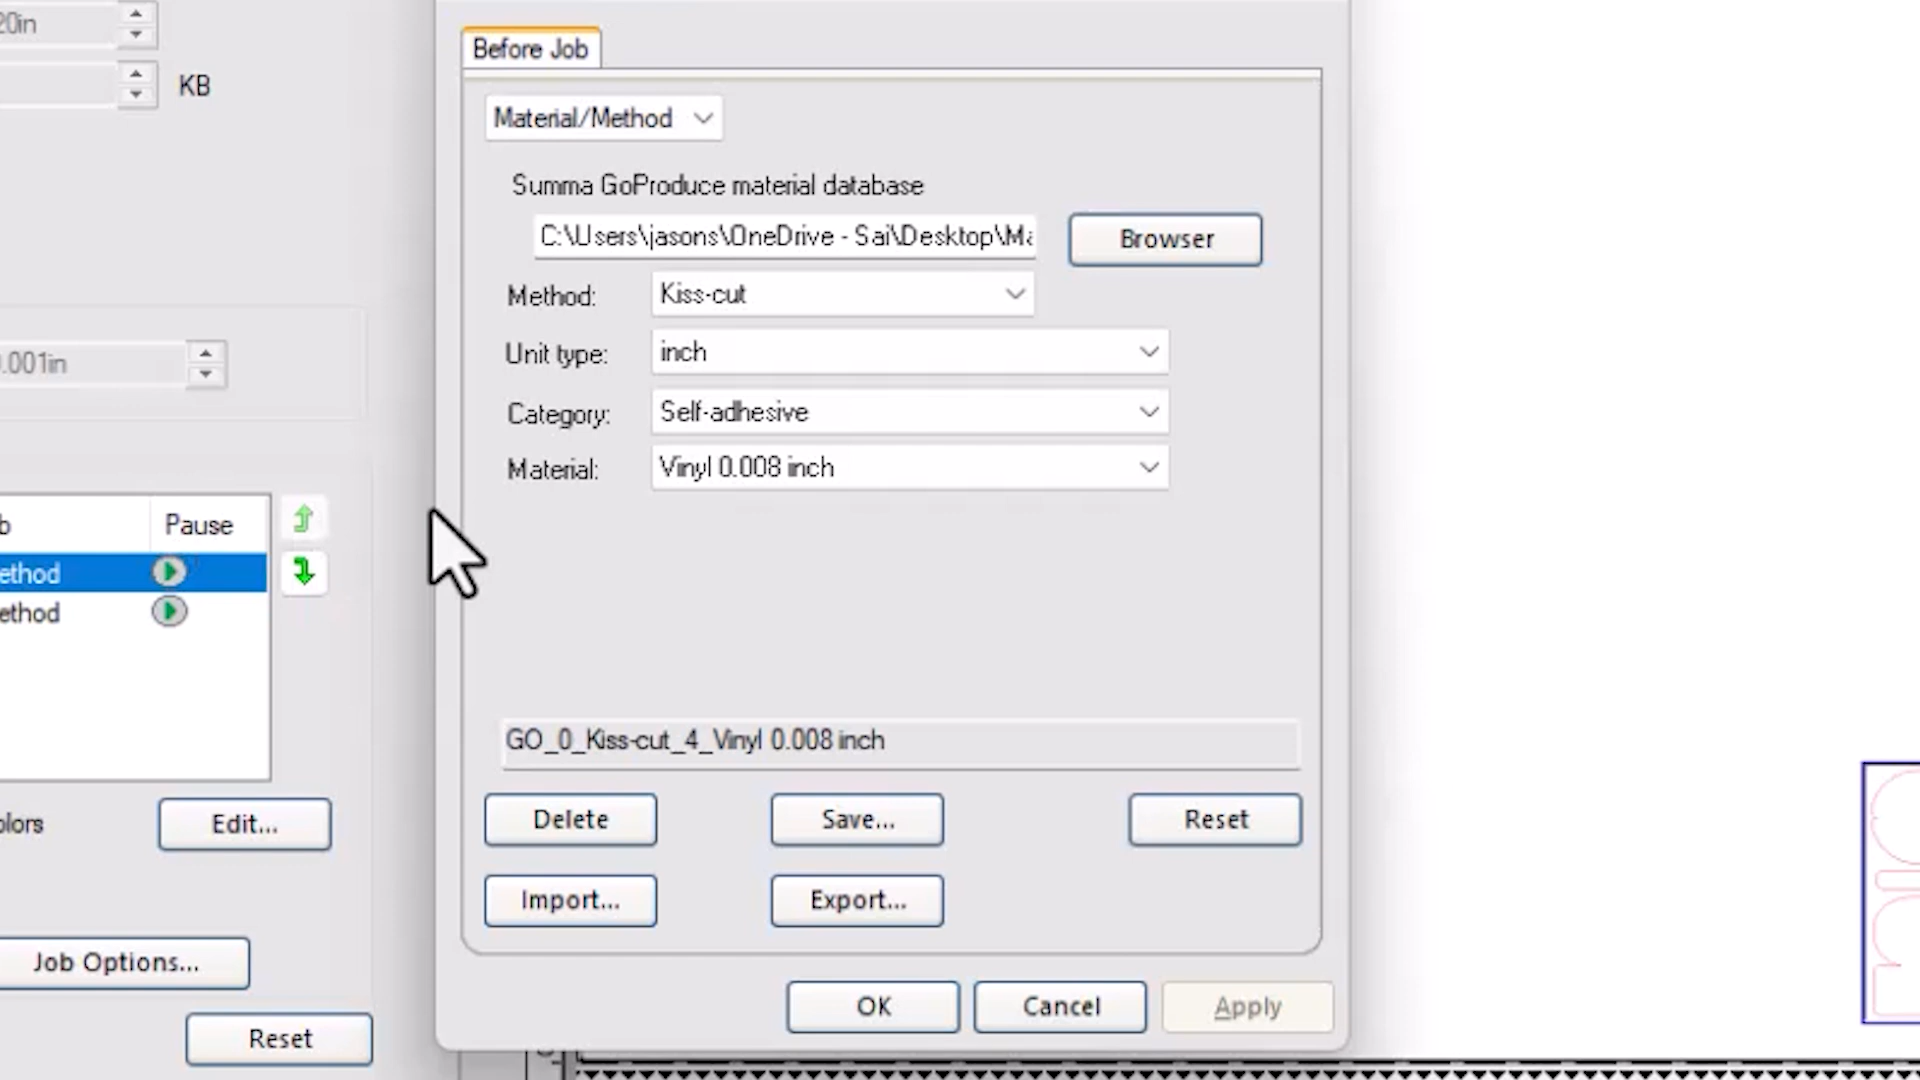 20in
KB
0.001in
Pause
ethod
ethod
olors
Edit...
Job Options...
Reset
Before Job
Material/Method
Summa GoProduce material database
C:\Users\jasons\OneDrive - Sai\Desktop\Ma
Browser
Method: Kiss-cut
Unit type: inch
Category: Self-adhesive
Material: Vinyl 0.008 inch
GO_0_Kiss-cut_4_Vinyl 0.008 inch
Delete Save... Reset
Import... Export...
OK Cancel Apply